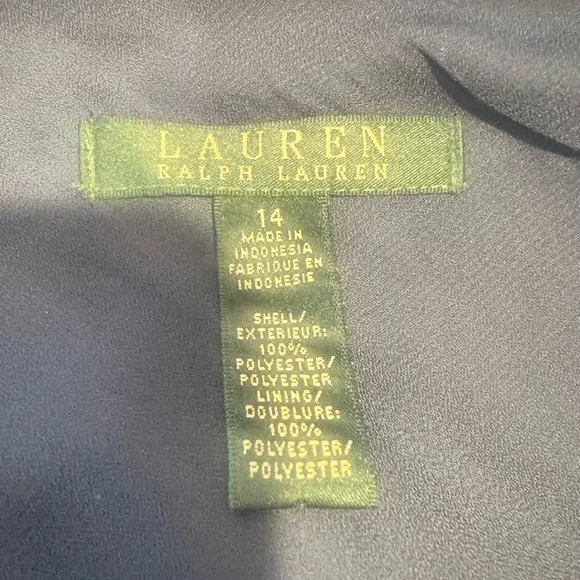 LAUREN
RALPH LAUREN
14
MADE IN
INDONESIA
FABRIQUE EN
INDONESIE
SHELL/
EXTERIEUR:
100%
POLYESTER/
POLYESTER
LINING/
DOUBLURE:
100%
POLYESTER/
POLYESTER